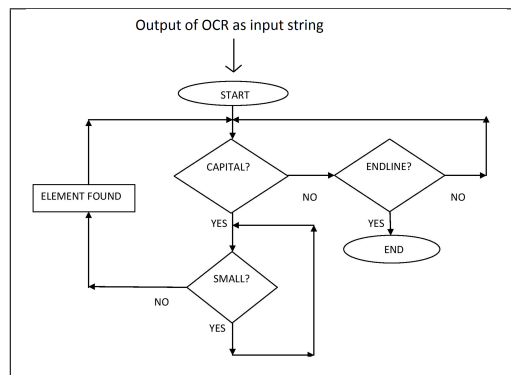 Output of OCR as input string
START
CAPITAL?
ENDLINE?
ELEMENT FOUND
NO
NO
YES
YES
END
SMALL?
NO
YES